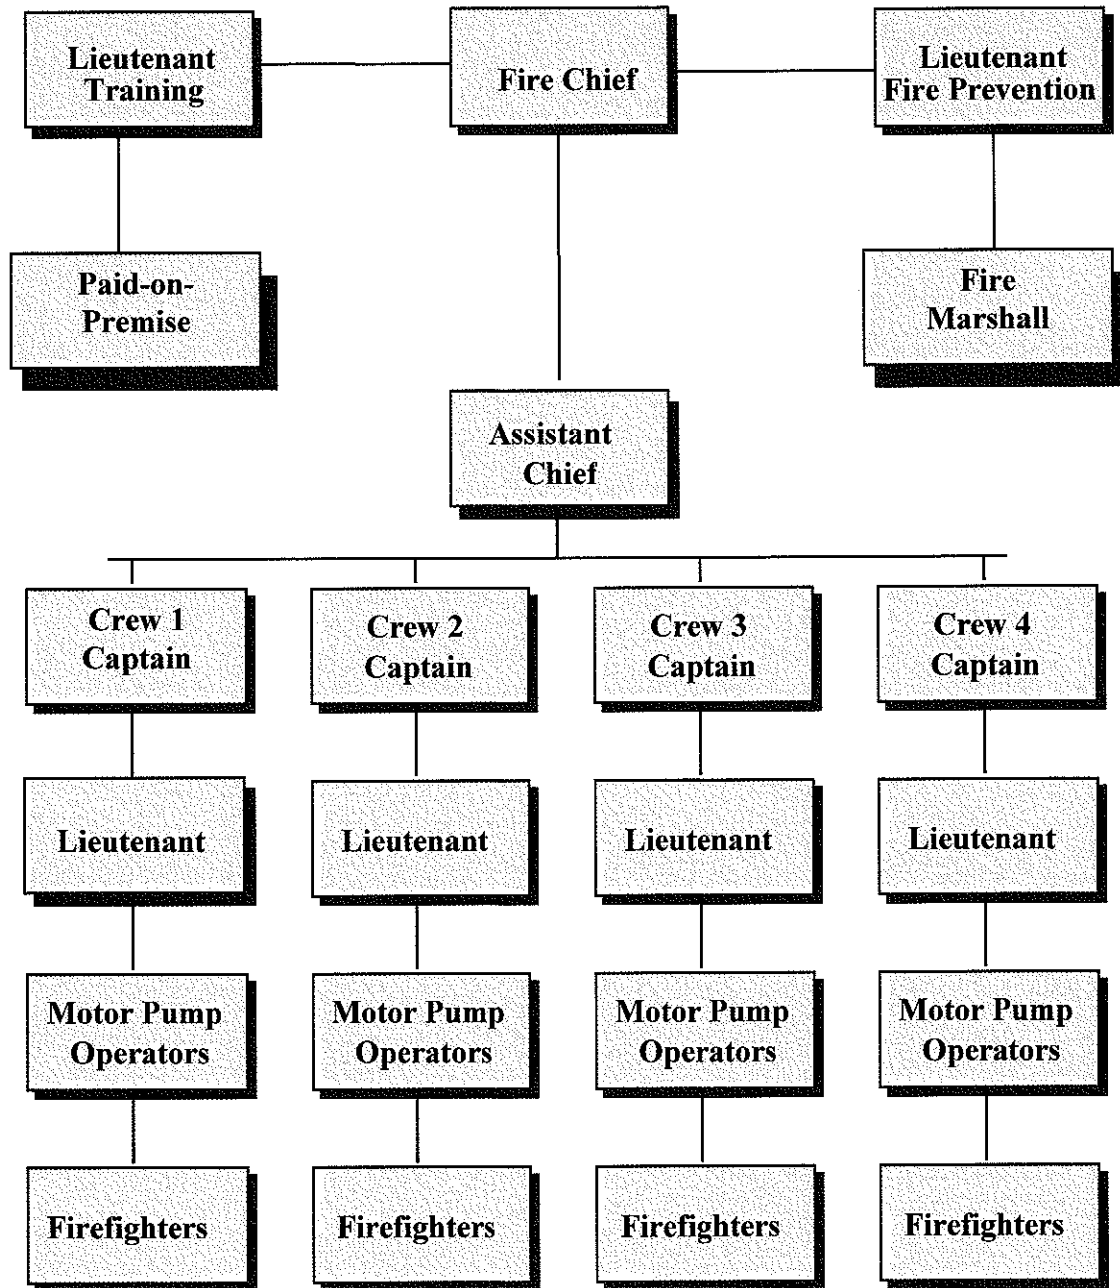 Lieutenant
Training
Fire Chief
Lieutenant
Fire Prevention
Paid-on-
Premise
Fire
Marshall
Assistant
Chief
Crew 1
Captain
Crew 2
Captain
Crew 3
Captain
Crew 4
Captain
Lieutenant
Lieutenant
Lieutenant
Lieutenant
Motor Pump
Operators
Motor Pump
Operators
Motor Pump
Operators
Motor Pump
Operators
Firefighters
Firefighters
Firefighters
Firefighters